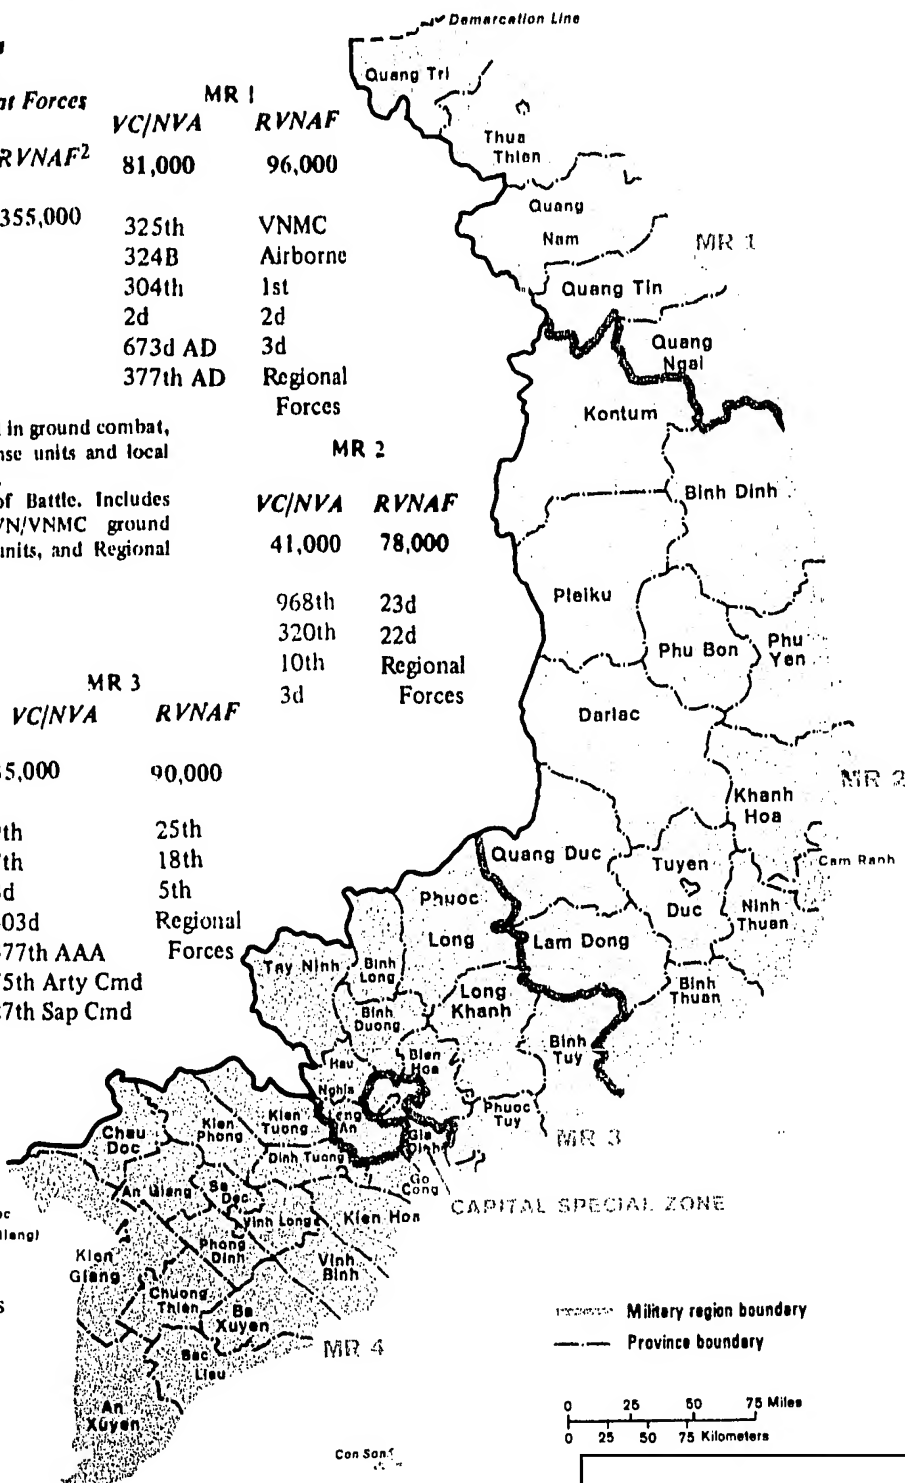 Demarcation Line
nt Forces
RVNAF²
355,000
MR 1
VC/NVA RVNAF
81,000 96,000
325th VNMC
324B Airborne
304th 1st
2d 2d
673d AD 3d
377th AD Regional
Forces
in ground combat,
nse units and local
of Battle. Includes
VN/VNMC ground
units, and Regional
MR 2
VC/NVA RVNAF
41,000 78,000
968th 23d
320th 22d
10th Regional
3d Forces
MR 3
VC/NVA RVNAF
5,000 90,000
th 25th
th 18th
d 5th
03d Regional
77th AAA Forces
5th Arty Cmd
7th Sap Cmd
Quang Tri
Thua
Thien
Quang
Nam
MR 1
Quang Tin
Quang
Ngai
Kontum
Binh Dinh
Pleiku
Phu Bon
Phu
Yen
Darlac
MR 2
Khanh
Hoa
Quang Duc
Tuyen
Duc
Cam Ranh
Ninh
Thuan
Phuoc
Long
Lam Dong
Binh
Thuan
Tay Ninh
Binh
Long
Long
Khanh
Binh
Duong
Binh
Tuy
Hau
Nghia
Bien
Hoa
Phuoc
Tuy
MR 3
Long
An
Gia
Dinh
Kien
Tuong
Kien
Phong
Chau
Doc
Dinh Tuong
Go
Cong
CAPITAL SPECIAL ZONE
An Giang
Sa
Dec
Vinh Long
Kien Hoa
Kien
Giang
Phong
Dinh
Vinh
Binh
Chuong
Thien
Ba
Xuyen
MR 4
Bac
Lieu
An
Xuyen
Con Son
Military region boundary
Province boundary
0 25 50 75 Miles
0 25 50 75 Kilometers